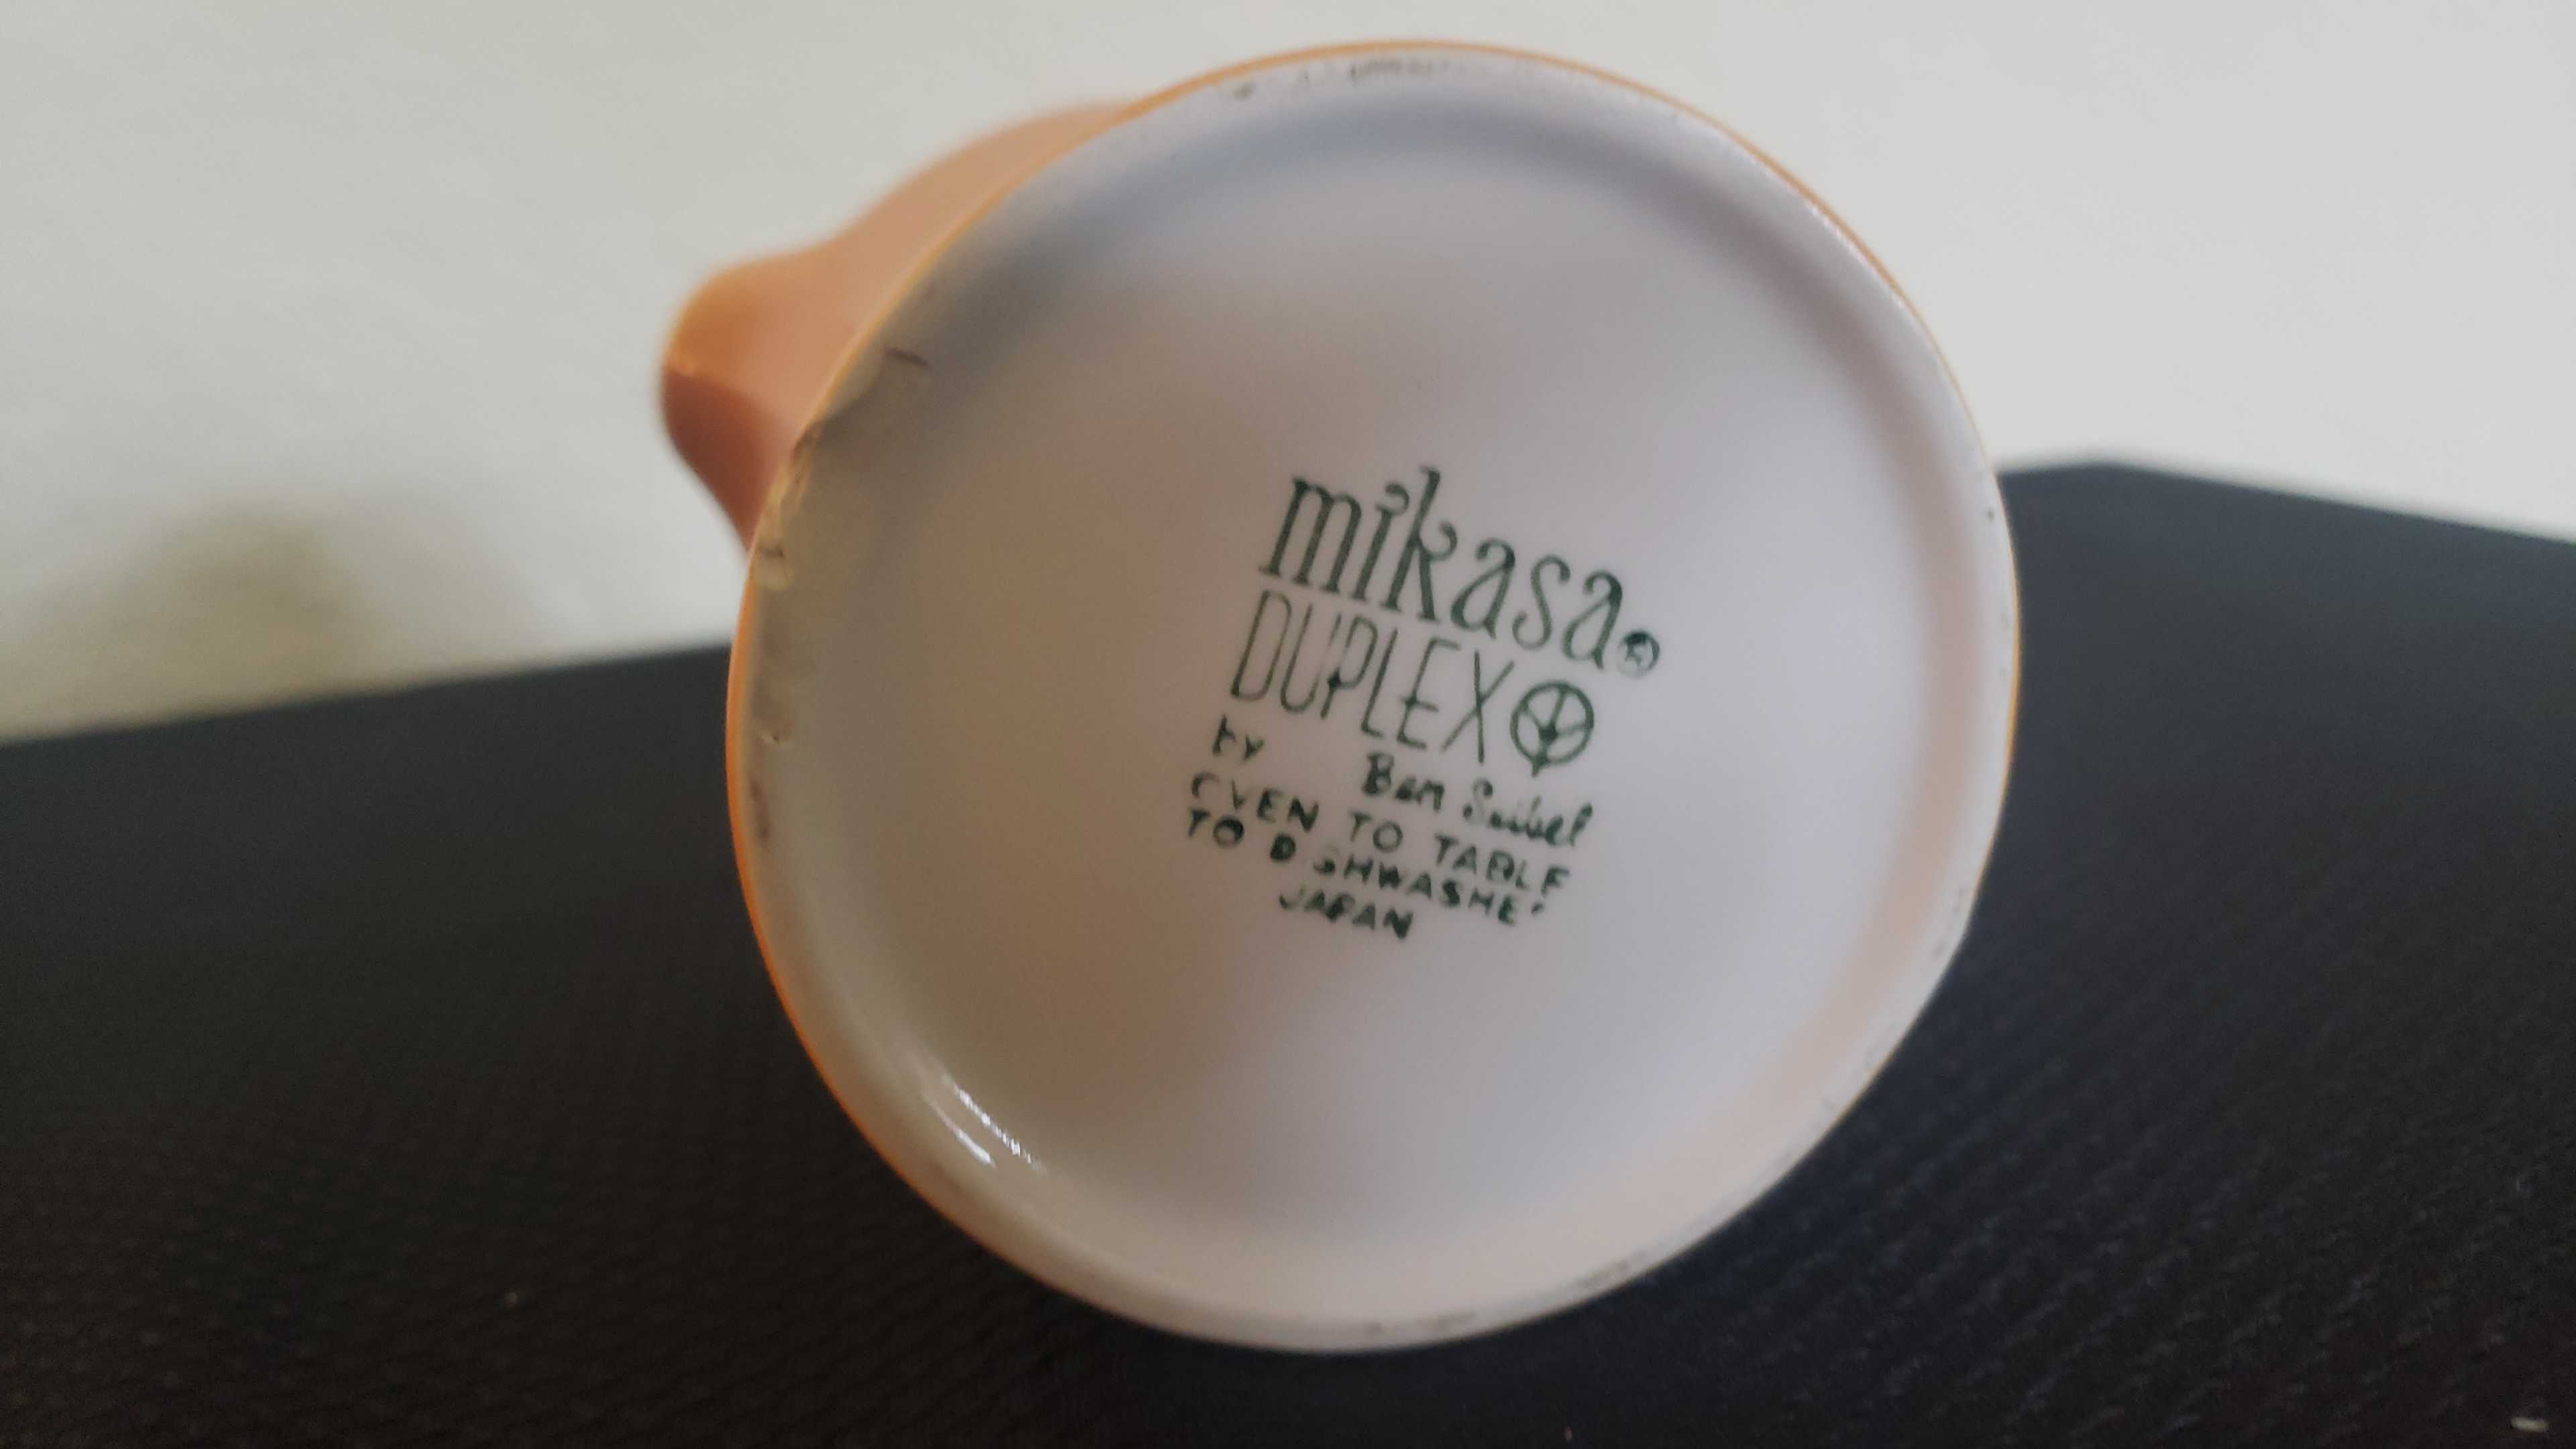 mikasa®
DUPLEX
by Ben Seibel
OVEN TO TABLE
TO DISHWASHER
JAPAN